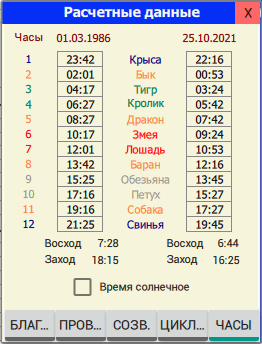 Расчетные данные X
Часы 01.03.1986 25.10.2021
1 23:42 Крыса 22:16
2 02:01 Бык 00:53
3 04:17 Тигр 03:24
4 06:27 Кролик 05:42
5 08:27 Дракон 07:42
6 10:17 Змея 09:24
7 12:01 Лошадь 10:53
8 13:42 Баран 12:16
9 15:25 Обезьяна 13:45
10 17:16 Петух 15:27
11 19:16 Собака 17:27
12 21:25 Свинья 19:45
Восход 7:28 Восход 6:44
Заход 18:15 Заход 16:25
Время солнечное
БЛАГ... ПРОВ... СОЗВ. ЦИКЛ... ЧАСЫ